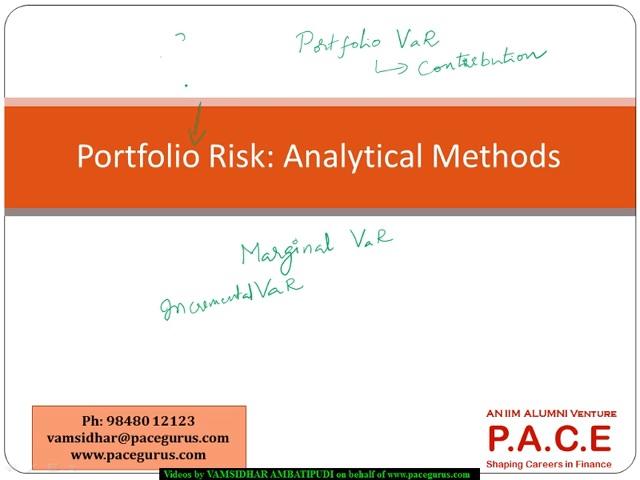 Portfolio VaR
Contribution
Portfolio Risk: Analytical Methods
Marginal VaR
Incremental VaR
Ph: 98480 12123
vamsidhar@pacegurus.com
www.pacegurus.com
AN IIM ALUMNI VENTURE
P.A.C.E
Shaping Careers in Finance
Videos by VAMSIDHAR AMBATIPUDI on behalf of www.pacegurus.com